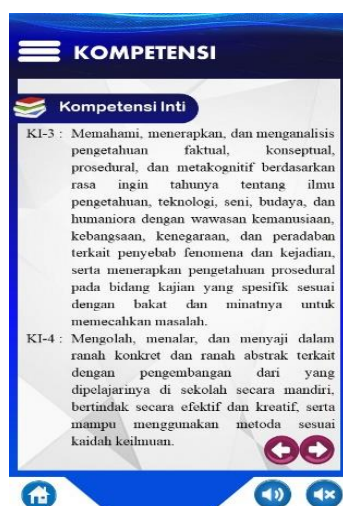 KOMPETENSI
Kompetensi Inti
KI-3 : Memahami, menerapkan, dan menganalisis
pengetahuan faktual, konseptual,
prosedural, dan metakognitif berdasarkan
rasa ingin tahunya tentang ilmu
pengetahuan, teknologi, seni, budaya, dan
humaniora dengan wawasan kemanusiaan,
kebangsaan, kenegaraan, dan peradaban
terkait penyebab fenomena dan kejadian,
serta menerapkan pengetahuan prosedural
pada bidang kajian yang spesifik sesuai
dengan bakat dan minatnya untuk
memecahkan masalah.
KI-4 : Mengolah, menalar, dan menyaji dalam
ranah konkret dan ranah abstrak terkait
dengan pengembangan dari yang
dipelajarinya di sekolah secara mandiri,
bertindak secara efektif dan kreatif, serta
mampu menggunakan metoda sesuai
kaidah keilmuan.